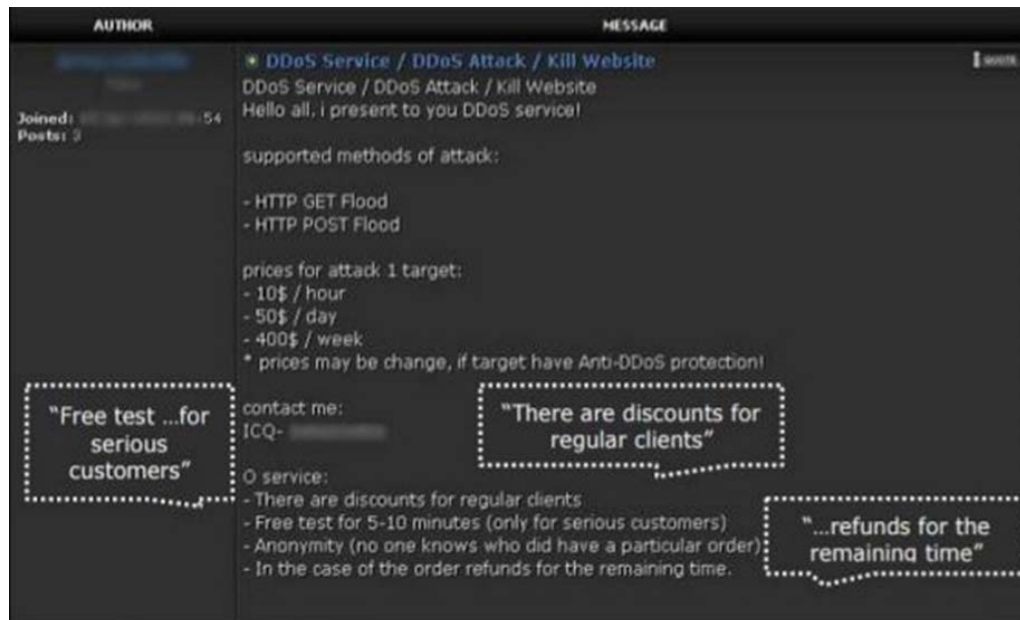 AUTHOR
MESSAGE
DDoS Service / DDoS Attack / Kill Website
QUOTE
DDoS Service / DDoS Attack / Kill Website
Hello all, i present to you DDoS service!
Joined:
54
Posts: 3
supported methods of attack:
- HTTP GET Flood
- HTTP POST Flood
prices for attack 1 target:
- 10$ / hour
- 50$ / day
- 400$ / week
* prices may be change, if target have Anti-DDoS protection!
contact me:
ICQ-
O service:
- There are discounts for regular clients
- Free test for 5-10 minutes (only for serious customers)
- Anonymity (no one knows who did have a particular order)
- In the case of the order refunds for the remaining time.
"Free test ...for
serious
customers"
"There are discounts for
regular clients"
"...refunds for the
remaining time"